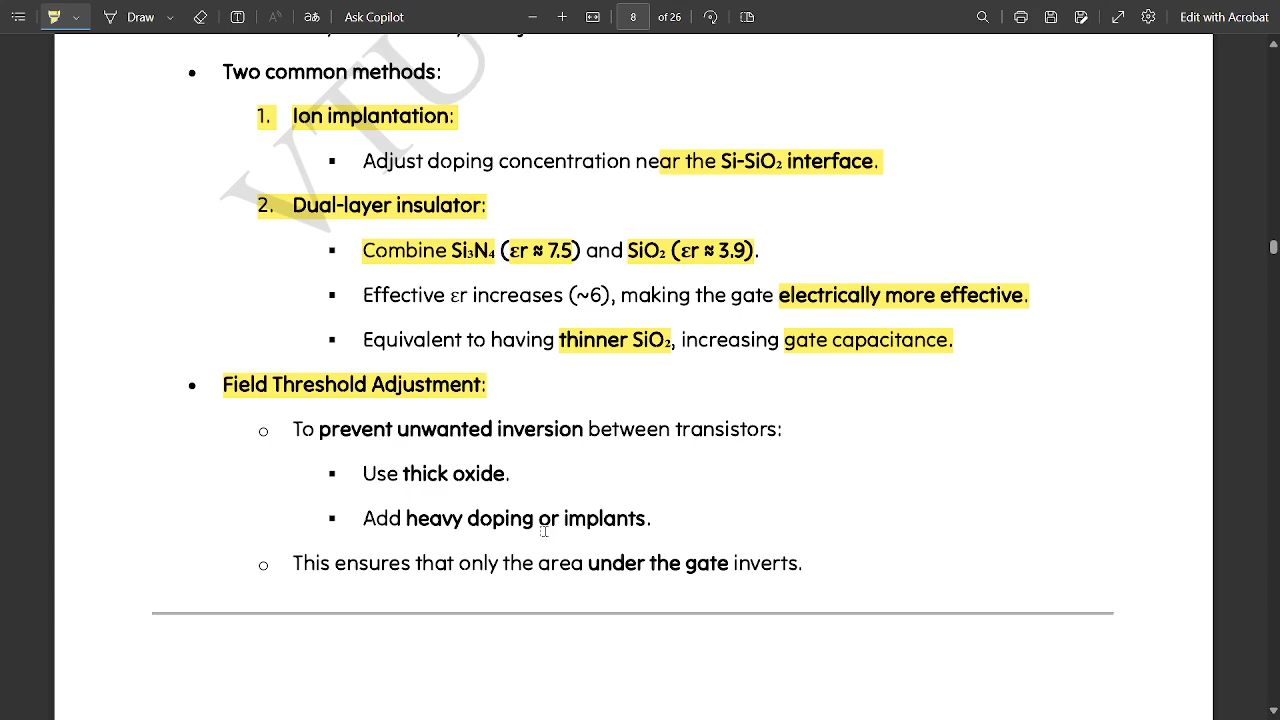 Draw
Ask Copilot
8 of 26
Edit with Acrobat
• Two common methods:
1. Ion implantation:
▪ Adjust doping concentration near the Si-SiO₂ interface.
2. Dual-layer insulator:
▪ Combine Si₃N₄ (εr ≈ 7.5) and SiO₂ (εr ≈ 3.9).
▪ Effective εr increases (~6), making the gate electrically more effective.
▪ Equivalent to having thinner SiO₂, increasing gate capacitance.
• Field Threshold Adjustment:
o To prevent unwanted inversion between transistors:
▪ Use thick oxide.
▪ Add heavy doping or implants.
o This ensures that only the area under the gate inverts.
VTU